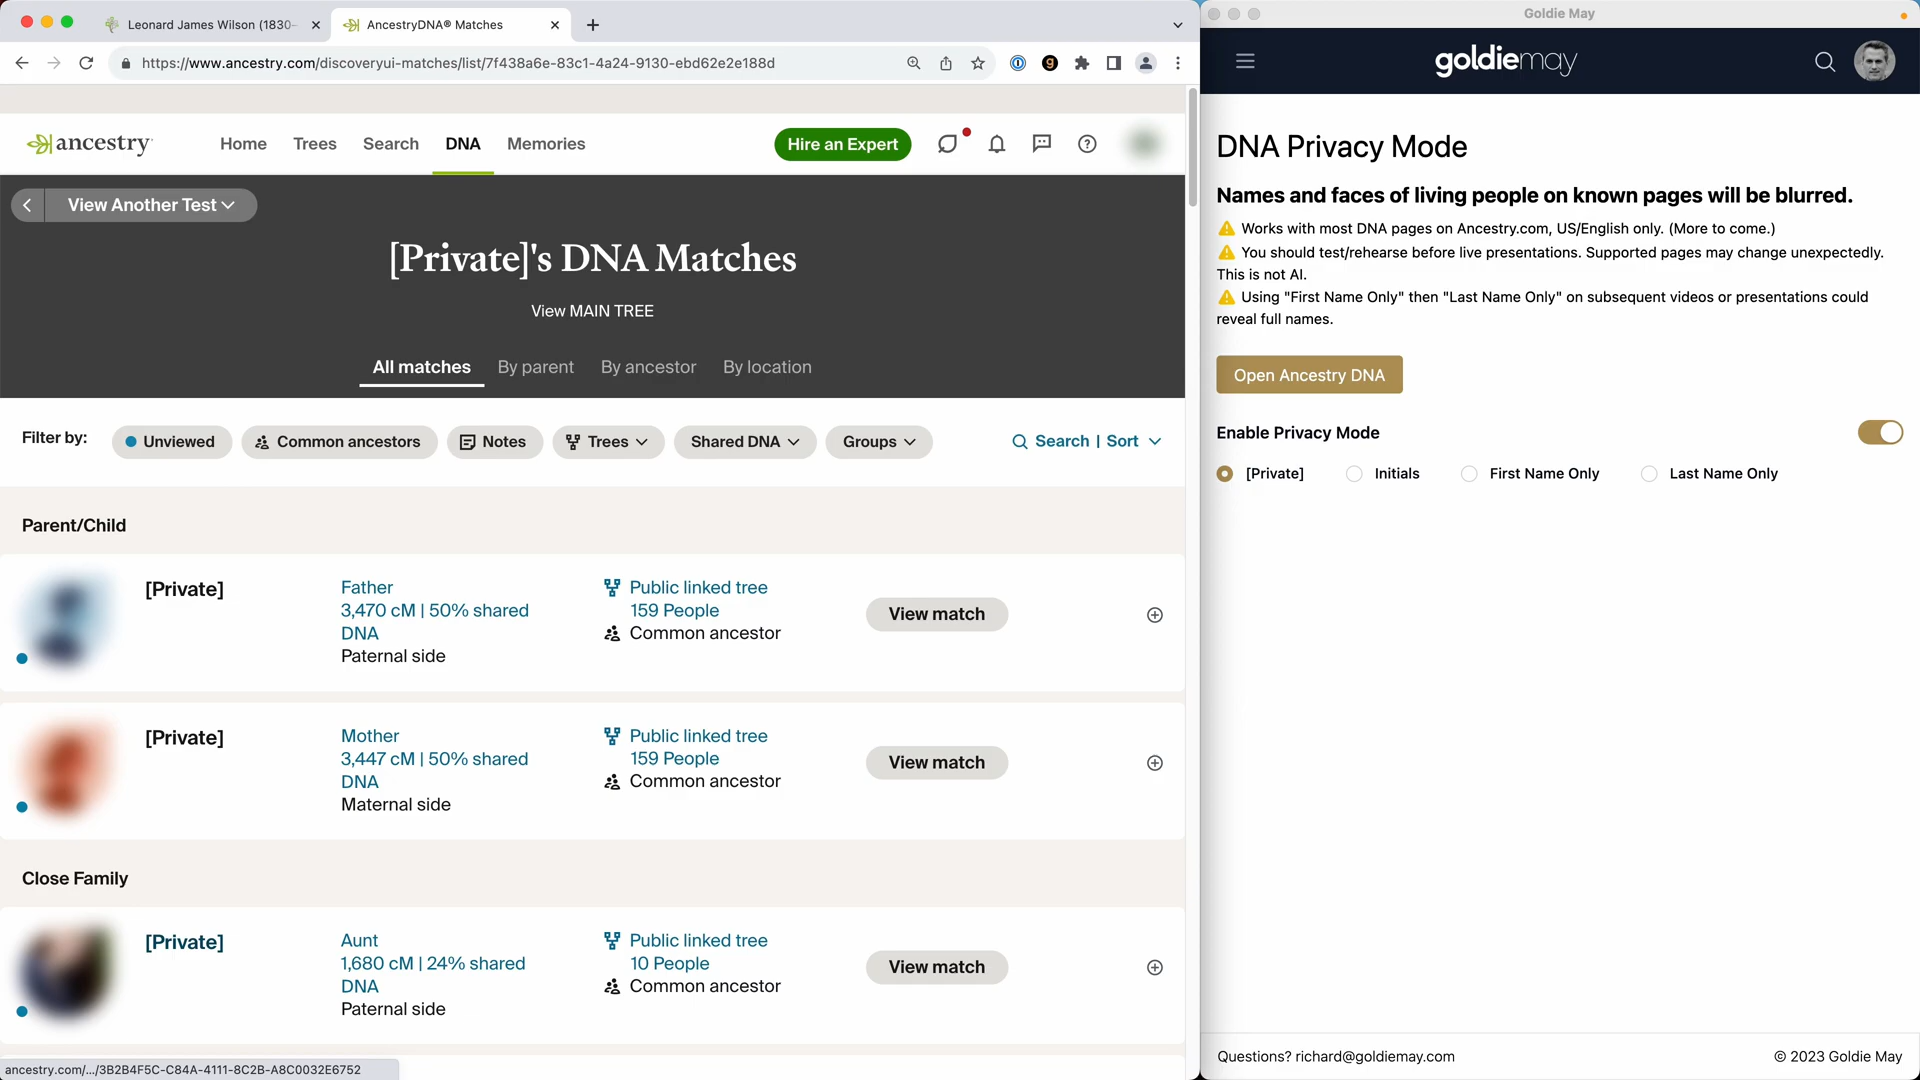 Leonard James Wilson (1830-
AncestryDNA® Matches
https://www.ancestry.com/discoveryui-matches/list/7f438a6e-83c1-4a24-9130-ebd62e2e188d
ancestry
Home
Trees
Search
DNA
Memories
Hire an Expert
View Another Test
[Private]'s DNA Matches
View MAIN TREE
All matches
By parent
By ancestor
By location
Filter by:
Unviewed
Common ancestors
Notes
Trees
Shared DNA
Groups
Search | Sort
Parent/Child
[Private]
Father
3,470 cM | 50% shared
DNA
Paternal side
Public linked tree
159 People
Common ancestor
View match
[Private]
Mother
3,447 cM | 50% shared
DNA
Maternal side
Public linked tree
159 People
Common ancestor
View match
Close Family
[Private]
Aunt
1,680 cM | 24% shared
DNA
Paternal side
Public linked tree
10 People
Common ancestor
View match
ancestry.com/.../3B2B4F5C-C84A-4111-8C2B-A8C0032E6752
Goldie May
goldiemay
DNA Privacy Mode
Names and faces of living people on known pages will be blurred.
Works with most DNA pages on Ancestry.com, US/English only. (More to come.)
You should test/rehearse before live presentations. Supported pages may change unexpectedly.
This is not AI.
Using "First Name Only" then "Last Name Only" on subsequent videos or presentations could
reveal full names.
Open Ancestry DNA
Enable Privacy Mode
[Private]
Initials
First Name Only
Last Name Only
Questions? richard@goldiemay.com
© 2023 Goldie May